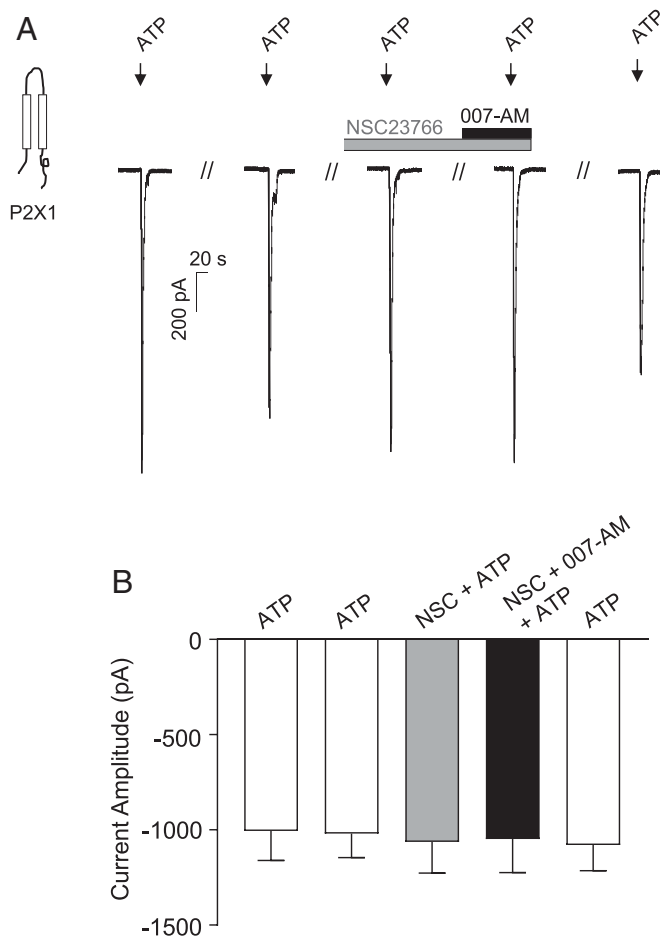 A
ATP ATP ATP ATP ATP
007-AM
NSC23766
// // // //
P2X1
20 s
200 pA
B
ATP ATP NSC + ATP NSC + 007-AM + ATP ATP
Current Amplitude (pA)
0
-500
-1000
-1500